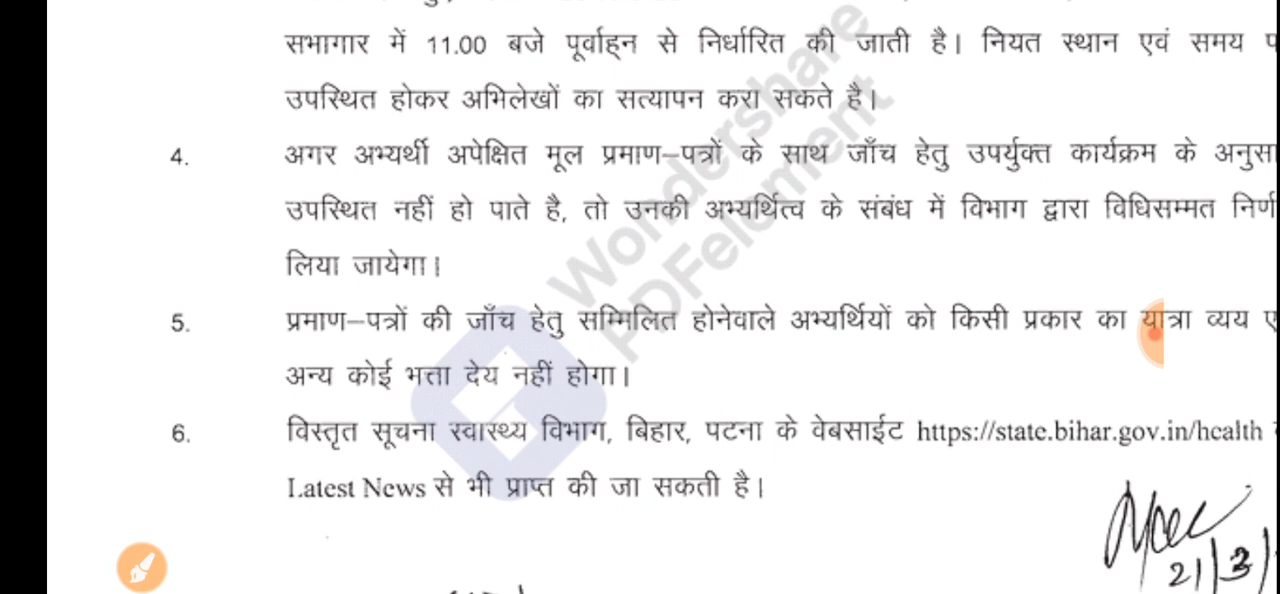 सभागार में 11.00 बजे पूर्वाह्न से निर्धारित की जाती है। नियत स्थान एवं समय
उपस्थित होकर अभिलेखों का सत्यापन करा सकते है।
4. अगर अभ्यर्थी अपेक्षित मूल प्रमाण–पत्रों के साथ जाँच हेतु उपर्युक्त कार्यक्रम के
उपस्थित नहीं हो पाते है, तो उनकी अभ्यर्थित्व के संबंध में विभाग द्वारा विधिसम्मत
लिया जायेगा।
5. प्रमाण–पत्रों की जाँच हेतु सम्मिलित होनेवाले अभ्यर्थियों को किसी प्रकार का यात्रा व्यय
अन्य कोई भत्ता देय नहीं होगा।
6. विस्तृत सूचना स्वास्थ्य विभाग, बिहार, पटना के वेबसाईट https://state.bihar.gov.in/health
Latest News से भी प्राप्त की जा सकती है।
21/3/
Wondershare
PDFelement